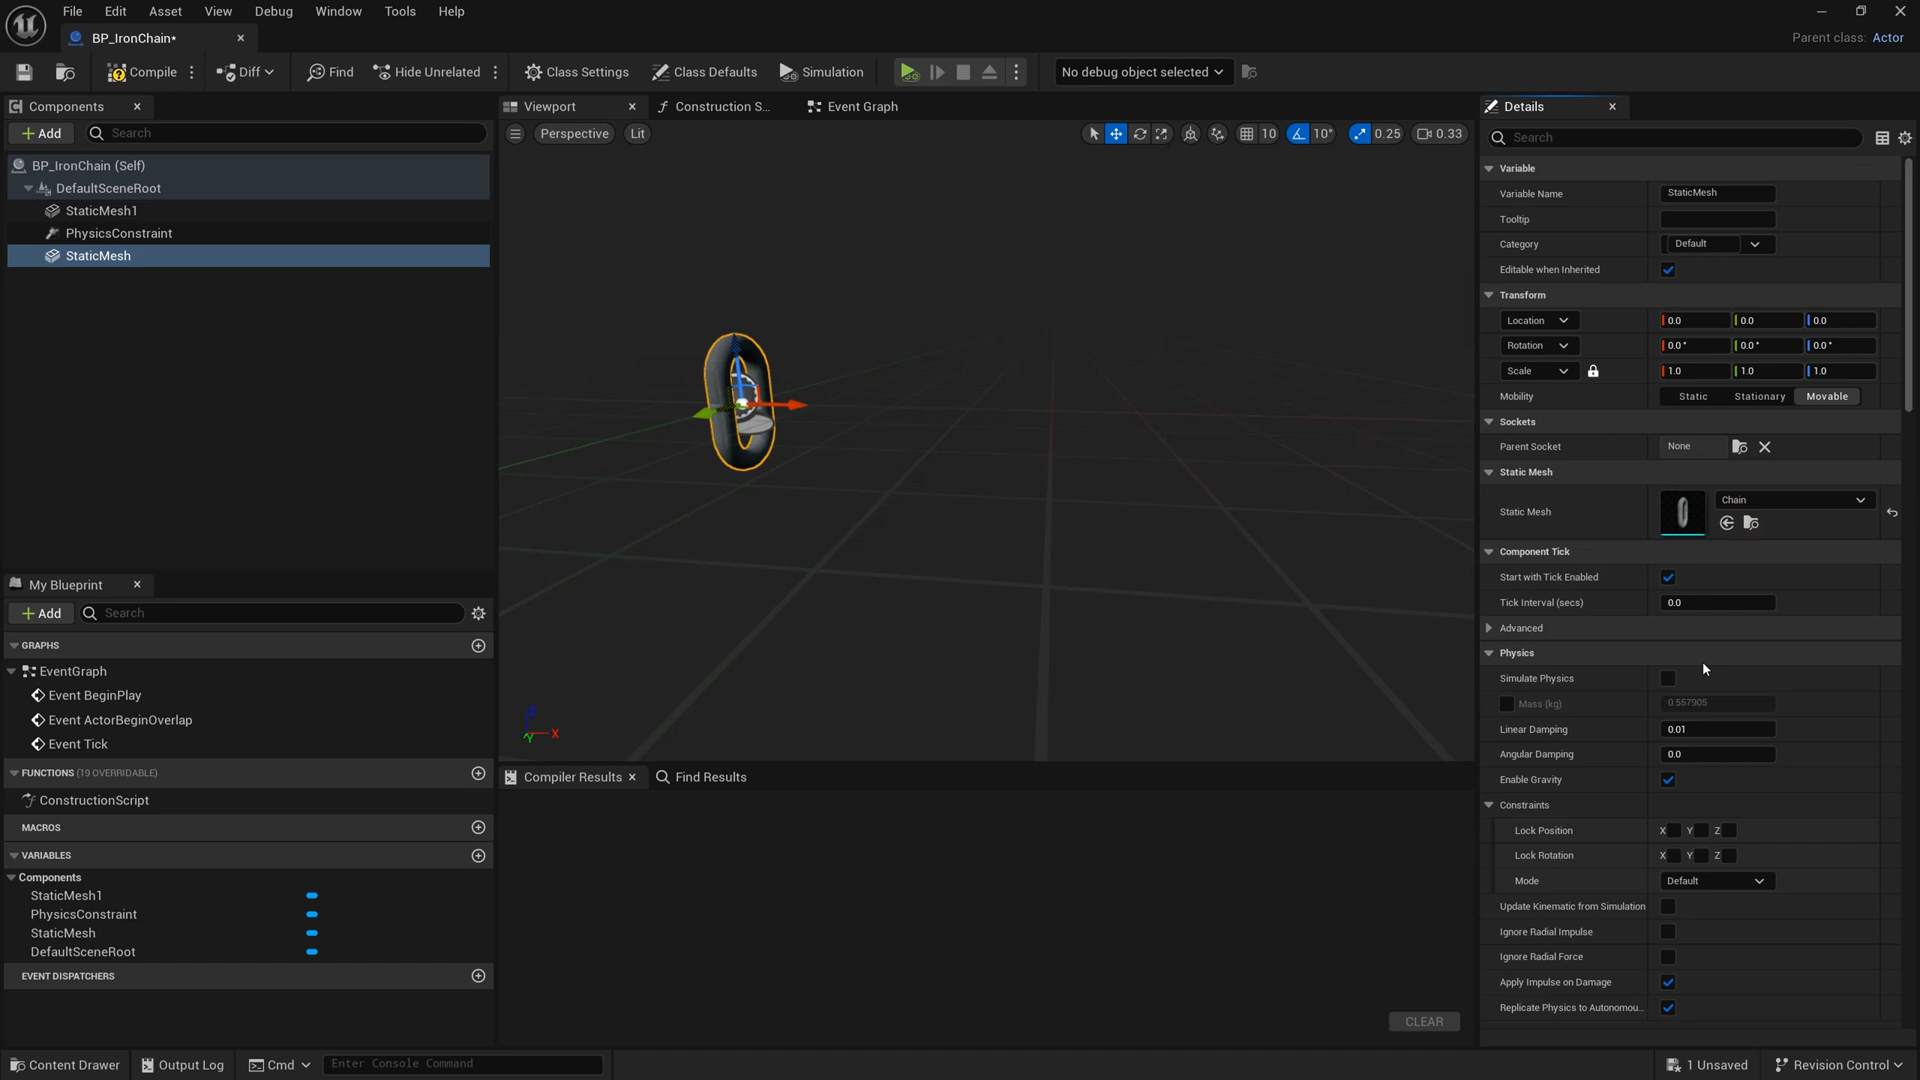 File Edit Asset View Debug Window Tools Help
BP_IronChain*
Parent class: Actor
Compile Diff Find Hide Unrelated Class Settings Class Defaults Simulation No debug object selected
Components
Add Search
BP_IronChain (Self)
DefaultSceneRoot
StaticMesh1
PhysicsConstraint
StaticMesh
My Blueprint
Add Search
GRAPHS
EventGraph
Event BeginPlay
Event ActorBeginOverlap
Event Tick
FUNCTIONS (19 OVERRIDABLE)
ConstructionScript
MACROS
VARIABLES
Components
StaticMesh1
PhysicsConstraint
StaticMesh
DefaultSceneRoot
EVENT DISPATCHERS
Viewport Construction S... Event Graph
Perspective Lit 10 10° 0.25 0.33
Z
X
Y
Compiler Results Find Results
CLEAR
Details
Search
Variable
Variable Name StaticMesh
Tooltip
Category Default
Editable when Inherited
Transform
Location 0.0 0.0 0.0
Rotation 0.0° 0.0° 0.0°
Scale 1.0 1.0 1.0
Mobility Static Stationary Movable
Sockets
Parent Socket None
Static Mesh
Static Mesh Chain
Component Tick
Start with Tick Enabled
Tick Interval (secs) 0.0
Advanced
Physics
Simulate Physics
Mass (kg) 0.557905
Linear Damping 0.01
Angular Damping 0.0
Enable Gravity
Constraints
Lock Position X Y Z
Lock Rotation X Y Z
Mode Default
Update Kinematic from Simulation
Ignore Radial Impulse
Ignore Radial Force
Apply Impulse on Damage
Replicate Physics to Autonomou...
Content Drawer Output Log Cmd Enter Console Command 1 Unsaved Revision Control